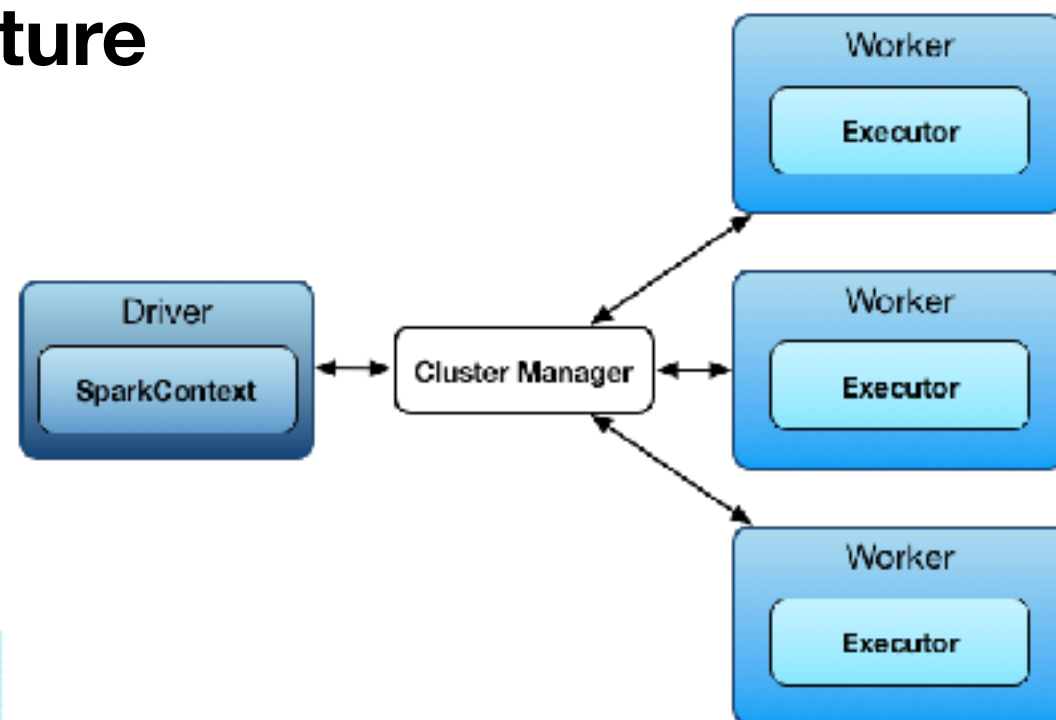 ture
Worker
Executor
Driver
SparkContext
Cluster Manager
Worker
Executor
Worker
Executor